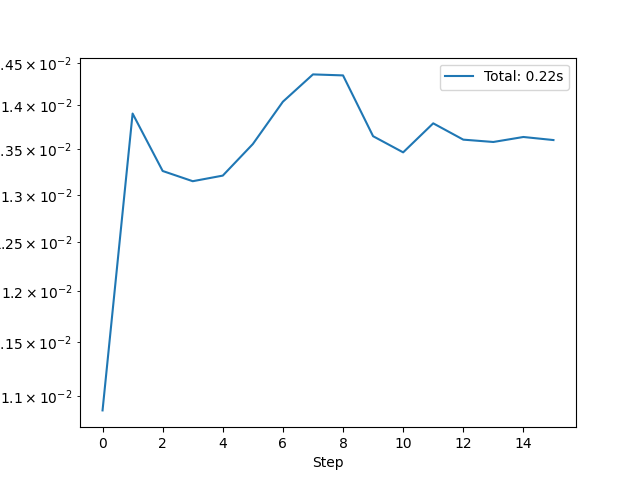 .45 × 10⁻²
1.4 × 10⁻²
.35 × 10⁻²
1.3 × 10⁻²
.25 × 10⁻²
1.2 × 10⁻²
.15 × 10⁻²
1.1 × 10⁻²
Total: 0.22s
0 2 4 6 8 10 12 14
Step